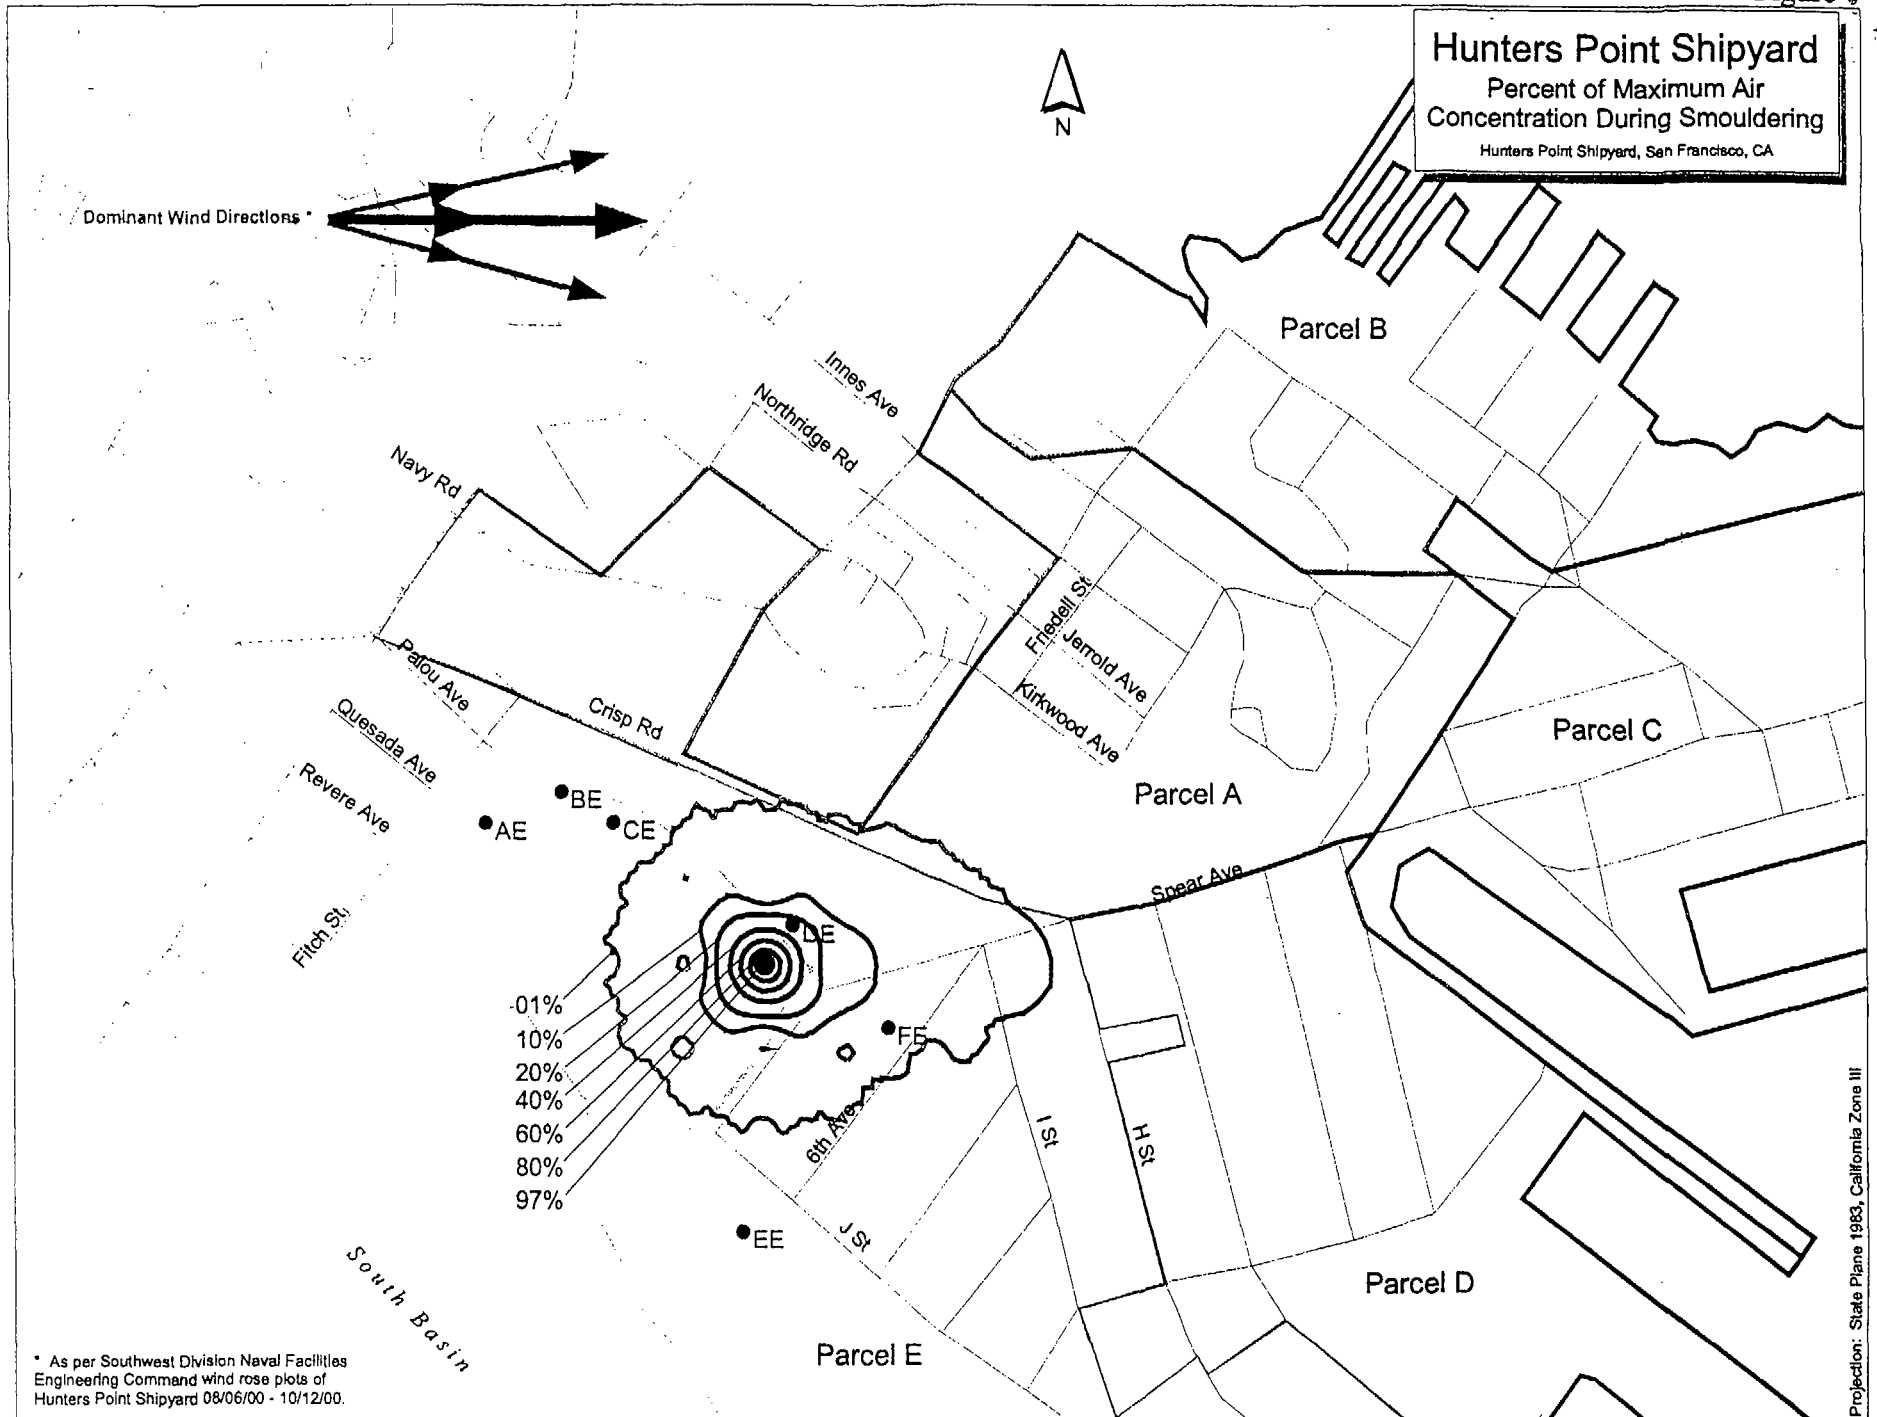 Hunters Point Shipyard
Percent of Maximum Air
Concentration During Smouldering
Hunters Point Shipyard, San Francisco, CA
N
Dominant Wind Directions *
Parcel B
Innes Ave
Northridge Rd
Navy Rd
Friedell St
Jerrold Ave
Kirkwood Ave
Palou Ave
Crisp Rd
Quesada Ave
Revere Ave
Parcel C
Parcel A
BE
AE
CE
Spear Ave
Fitch St
DE
-01%
10%
20%
40%
60%
80%
97%
FE
6th Ave
I St
H St
J St
EE
South Basin
Parcel D
Parcel E
* As per Southwest Division Naval Facilities
Engineering Command wind rose plots of
Hunters Point Shipyard 08/06/00 - 10/12/00.
Projection: State Plane 1983, California Zone III